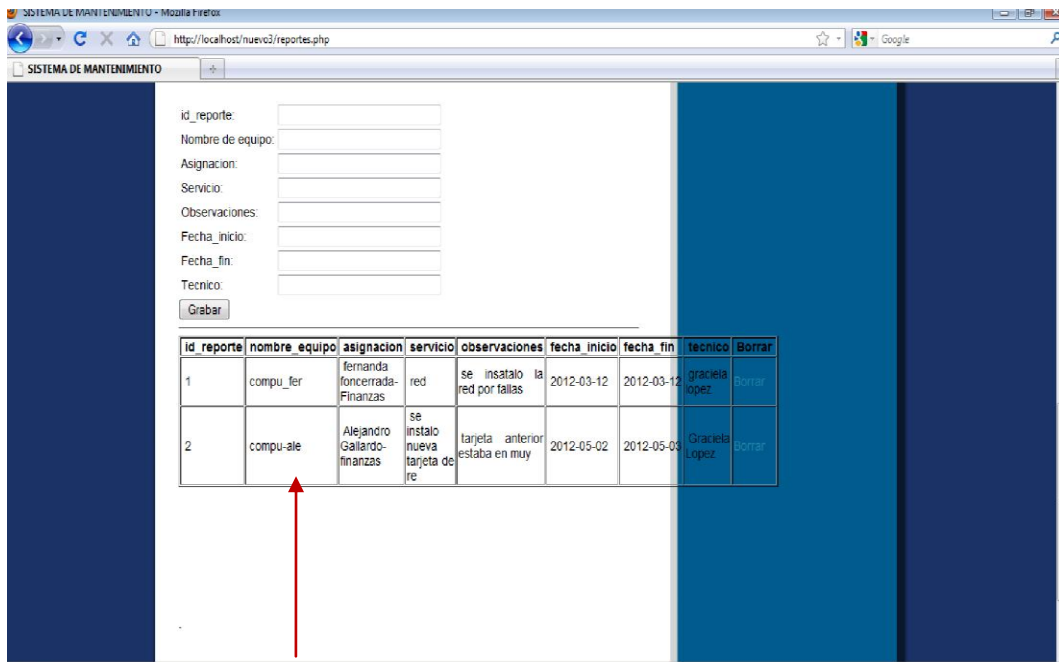 SISTEMA DE MANTENIMIENTO - Mozilla Firefox
http://localhost/nuevo3/reportes.php
Google
SISTEMA DE MANTENIMIENTO
id_reporte:
Nombre de equipo:
Asignacion:
Servicio:
Observaciones:
Fecha_inicio:
Fecha_fin:
Tecnico:
Grabar
id_reporte nombre_equipo asignacion servicio observaciones fecha_inicio fecha_fin tecnico Borrar
1 compu_fer fernanda foncerrada-Finanzas red se insatalo la red por fallas 2012-03-12 2012-03-12 graciela lopez Borrar
2 compu-ale Alejandro Gallardo-finanzas se instalo nueva tarjeta de re tarjeta anterior estaba en muy 2012-05-02 2012-05-03 Graciela Lopez Borrar